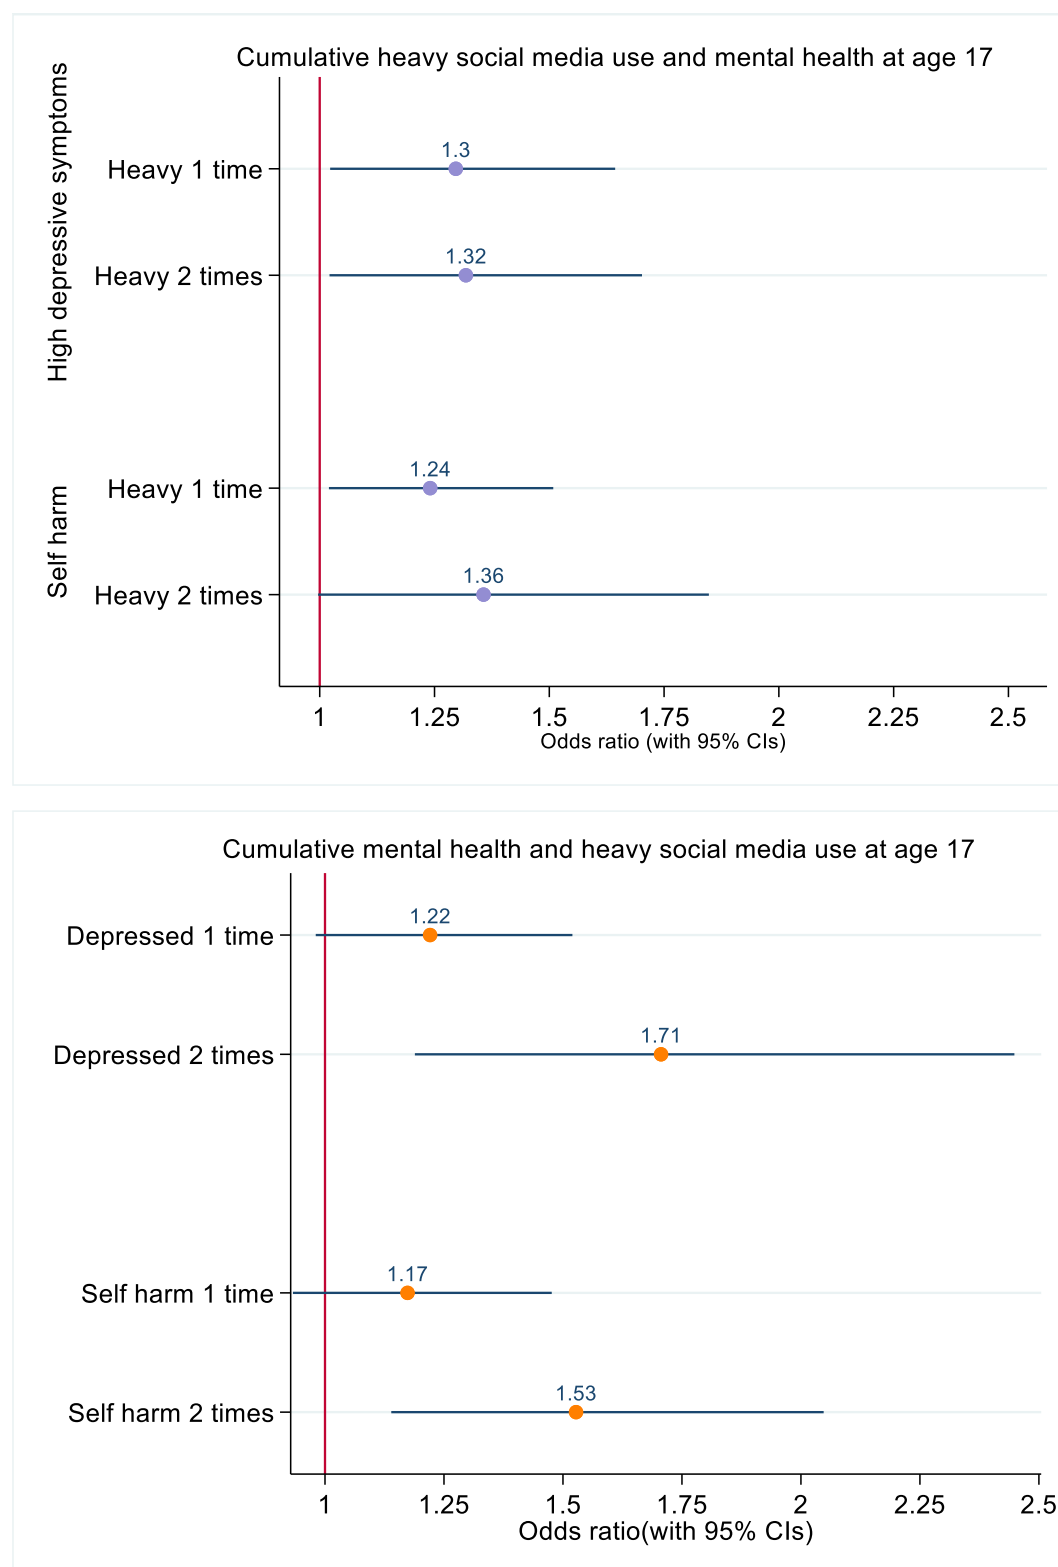 Cumulative heavy social media use and mental health at age 17
High depressive symptoms
Heavy 1 time
1.3
Heavy 2 times
1.32
Self harm
Heavy 1 time
1.24
Heavy 2 times
1.36
1 1.25 1.5 1.75 2 2.25 2.5
Odds ratio (with 95% CIs)
Cumulative mental health and heavy social media use at age 17
Depressed 1 time
1.22
Depressed 2 times
1.71
Self harm 1 time
1.17
Self harm 2 times
1.53
1 1.25 1.5 1.75 2 2.25 2.5
Odds ratio(with 95% CIs)